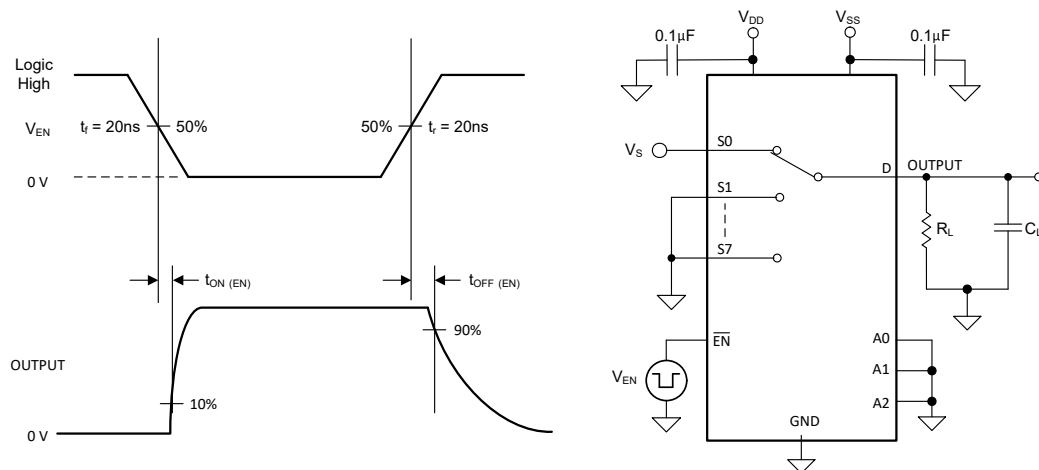 Logic
High
V_EN
t_f = 20ns
50%
50%
t_r = 20ns
0 V
t_ON (EN)
t_OFF (EN)
90%
OUTPUT
10%
0 V
V_DD
V_SS
0.1μF
0.1μF
V_S
S0
S1
S7
D
OUTPUT
R_L
C_L
E̅N̅
V_EN
A0
A1
A2
GND